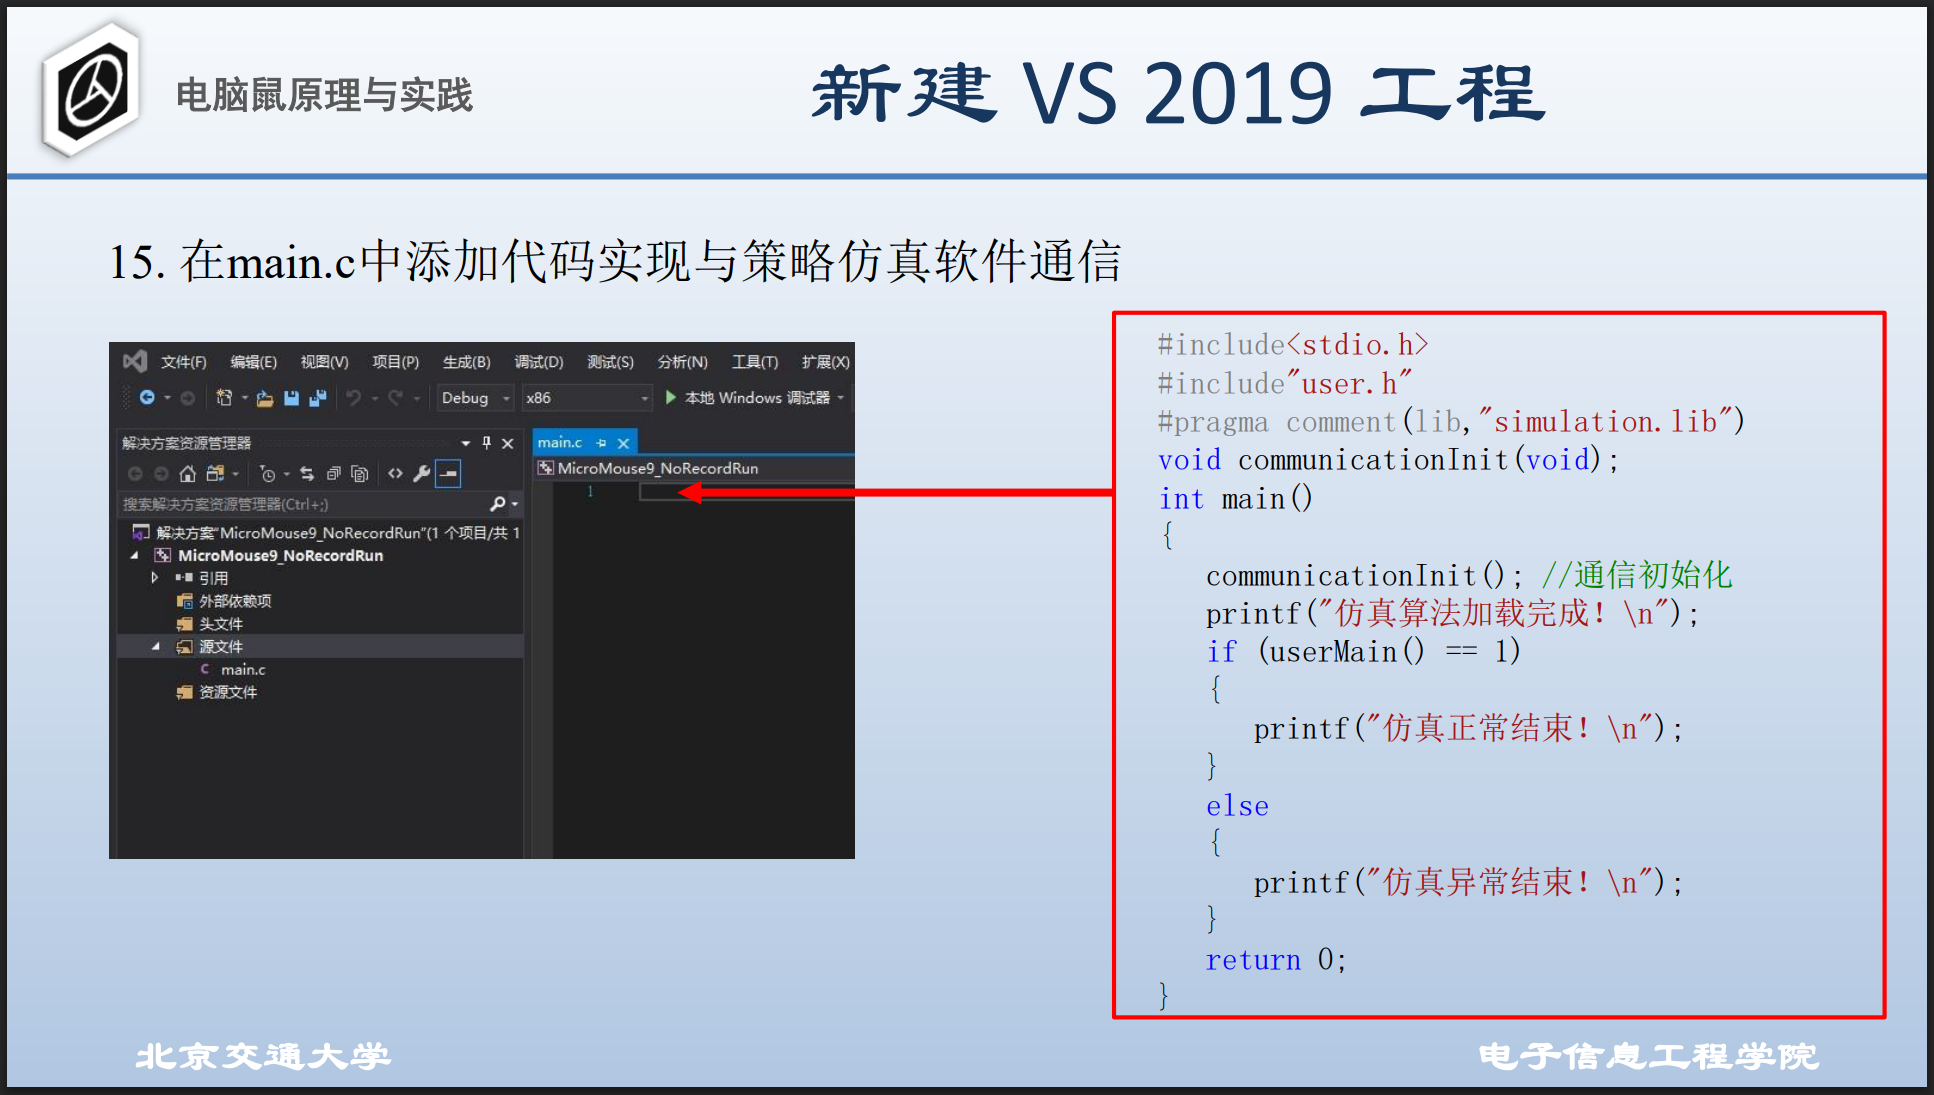 电脑鼠原理与实践
新建 VS 2019 工程
15. 在main.c中添加代码实现与策略仿真软件通信
文件(F) 编辑(E) 视图(V) 项目(P) 生成(B) 调试(D) 测试(S) 分析(N) 工具(T) 扩展(X)
Debug x86 本地 Windows 调试器
解决方案资源管理器
搜索解决方案资源管理器(Ctrl+;)
解决方案"MicroMouse9_NoRecordRun"(1 个项目/共 1
MicroMouse9_NoRecordRun
引用
外部依赖项
头文件
源文件
main.c
资源文件
main.c
MicroMouse9_NoRecordRun
1
#include<stdio.h>
#include"user.h"
#pragma comment(lib,"simulation.lib")
void communicationInit(void);
int main()
{
communicationInit(); //通信初始化
printf("仿真算法加载完成！\n");
if (userMain() == 1)
{
printf("仿真正常结束！\n");
}
else
{
printf("仿真异常结束！\n");
}
return 0;
}
北京交通大学
电子信息工程学院